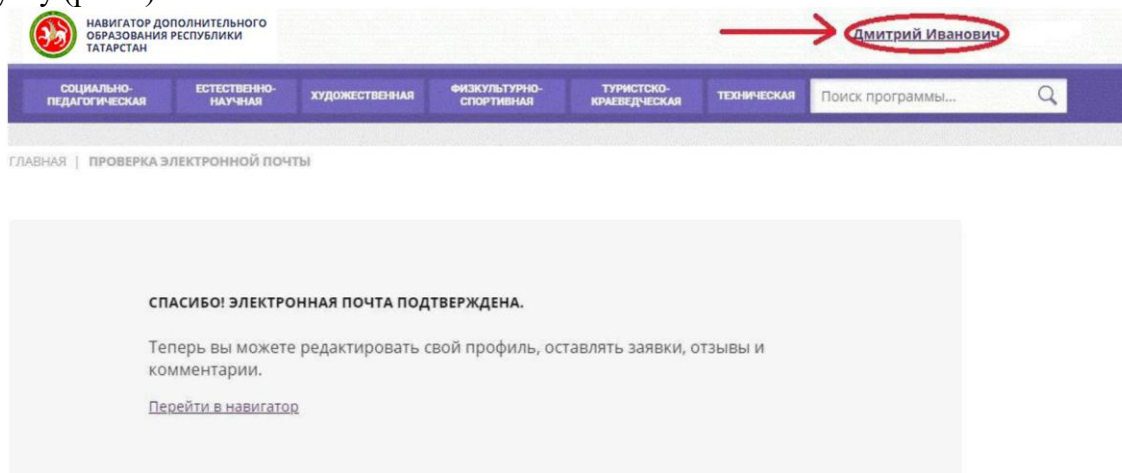 НАВИГАТОР ДОПОЛНИТЕЛЬНОГО
ОБРАЗОВАНИЯ РЕСПУБЛИКИ
ТАТАРСТАН
Дмитрий Иванович
СОЦИАЛЬНО-
ПЕДАГОГИЧЕСКАЯ
ЕСТЕСТВЕННО-
НАУЧНАЯ
ХУДОЖЕСТВЕННАЯ
ФИЗКУЛЬТУРНО-
СПОРТИВНАЯ
ТУРИСТСКО-
КРАЕВЕДЧЕСКАЯ
ТЕХНИЧЕСКАЯ
Поиск программы...
ГЛАВНАЯ | ПРОВЕРКА ЭЛЕКТРОННОЙ ПОЧТЫ
СПАСИБО! ЭЛЕКТРОННАЯ ПОЧТА ПОДТВЕРЖДЕНА.
Теперь вы можете редактировать свой профиль, оставлять заявки, отзывы и
комментарии.
Перейти в навигатор